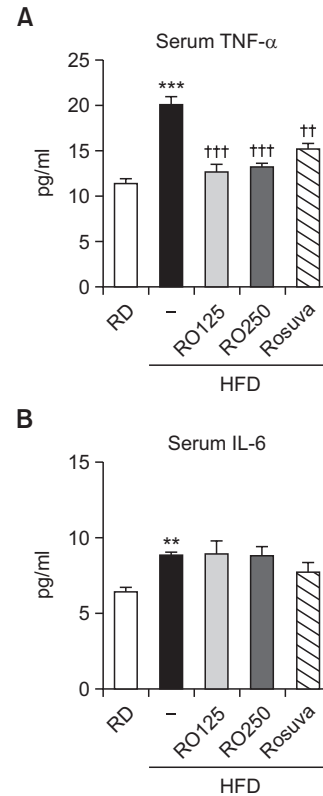 A
Serum TNF-α
pg/ml
25
20
15
10
5
0
***
†††
†††
††
RD
–
RO125
RO250
Rosuva
HFD
B
Serum IL-6
pg/ml
15
10
5
0
**
RD
–
RO125
RO250
Rosuva
HFD